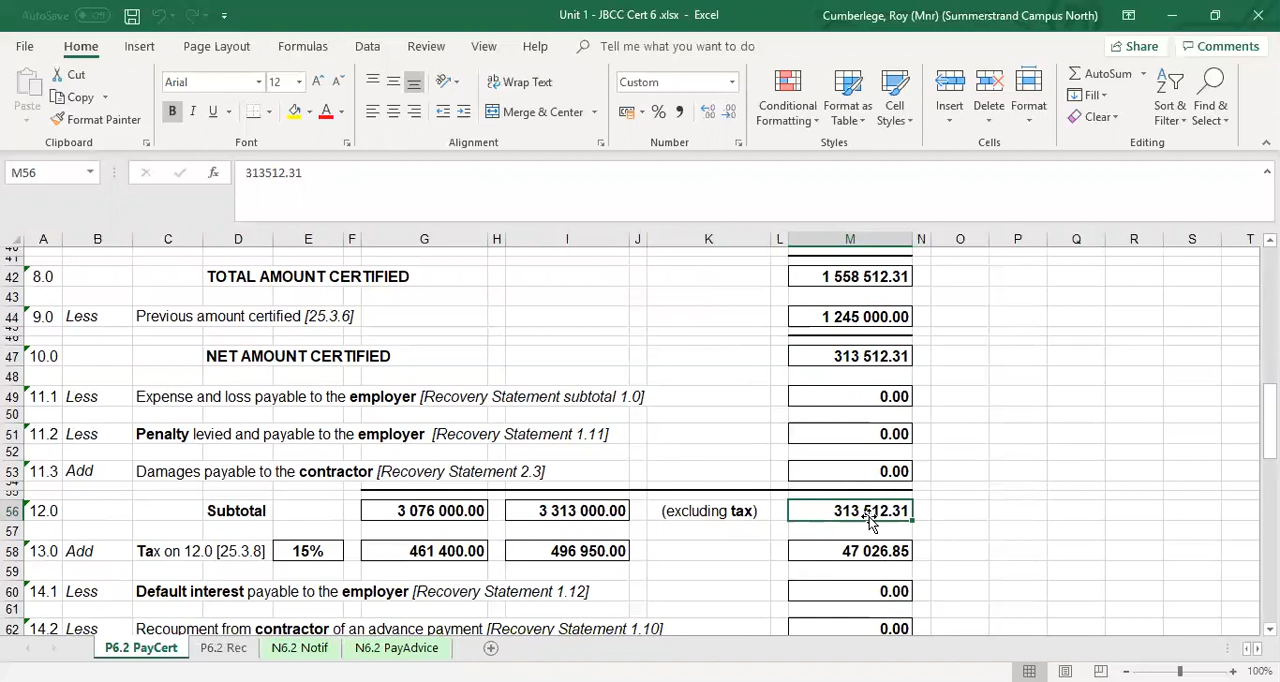 AutoSave Off Unit 1 - JBCC Cert 6 .xlsx - Excel Cumberlege, Roy (Mnr) (Summerstrand Campus North)
File Home Insert Page Layout Formulas Data Review View Help Tell me what you want to do Share Comments
Paste Cut Copy Format Painter
Clipboard
Arial 12
B I U A
Font
Wrap Text
Merge & Center
Alignment
Custom
%
Number
Conditional Formatting Format as Table Cell Styles
Styles
Insert Delete Format
Cells
AutoSum Fill Clear Sort & Filter Find & Select
Editing
M56 fx 313512.31
A B C D E F G H I J K L M N O P Q R S T
41
42 8.0 TOTAL AMOUNT CERTIFIED 1 558 512.31
43
44 9.0 Less Previous amount certified [25.3.6] 1 245 000.00
47 10.0 NET AMOUNT CERTIFIED 313 512.31
48
49 11.1 Less Expense and loss payable to the employer [Recovery Statement subtotal 1.0] 0.00
50
51 11.2 Less Penalty levied and payable to the employer [Recovery Statement 1.11] 0.00
52
53 11.3 Add Damages payable to the contractor [Recovery Statement 2.3] 0.00
55
56 12.0 Subtotal 3 076 000.00 3 313 000.00 (excluding tax) 313 512.31
57
58 13.0 Add Tax on 12.0 [25.3.8] 15% 461 400.00 496 950.00 47 026.85
59
60 14.1 Less Default interest payable to the employer [Recovery Statement 1.12] 0.00
61
62 14.2 Less Recoupment from contractor of an advance payment [Recovery Statement 1.10] 0.00
P6.2 PayCert P6.2 Rec N6.2 Notif N6.2 PayAdvice
100%